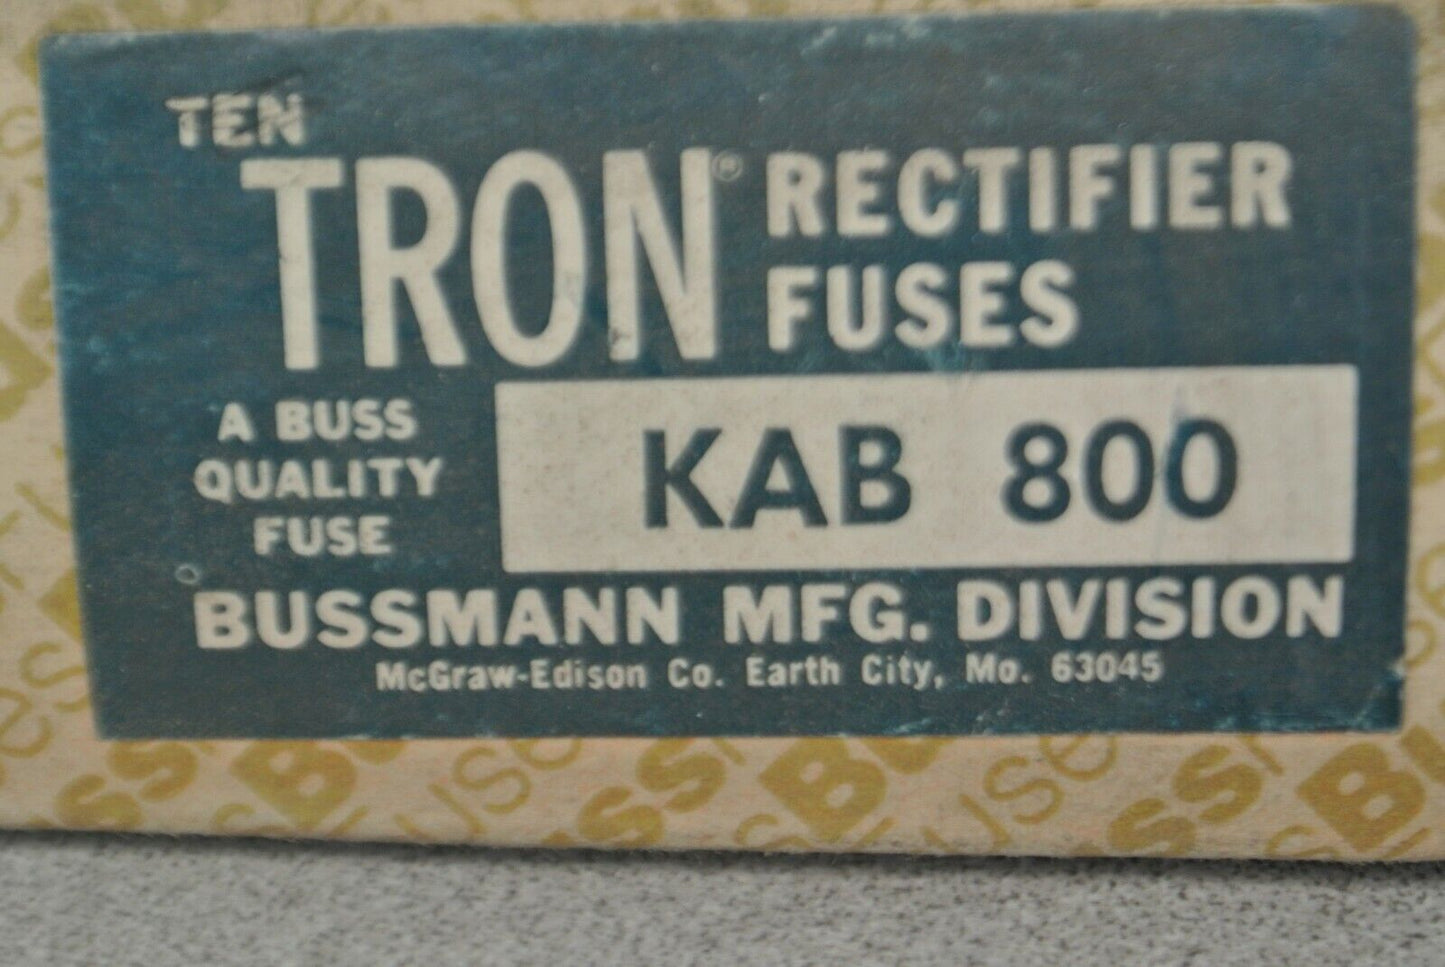 TEN
TRON® RECTIFIER
FUSES
A BUSS
QUALITY
FUSE
KAB 800
BUSSMANN MFG. DIVISION
McGraw-Edison Co. Earth City, Mo. 63045